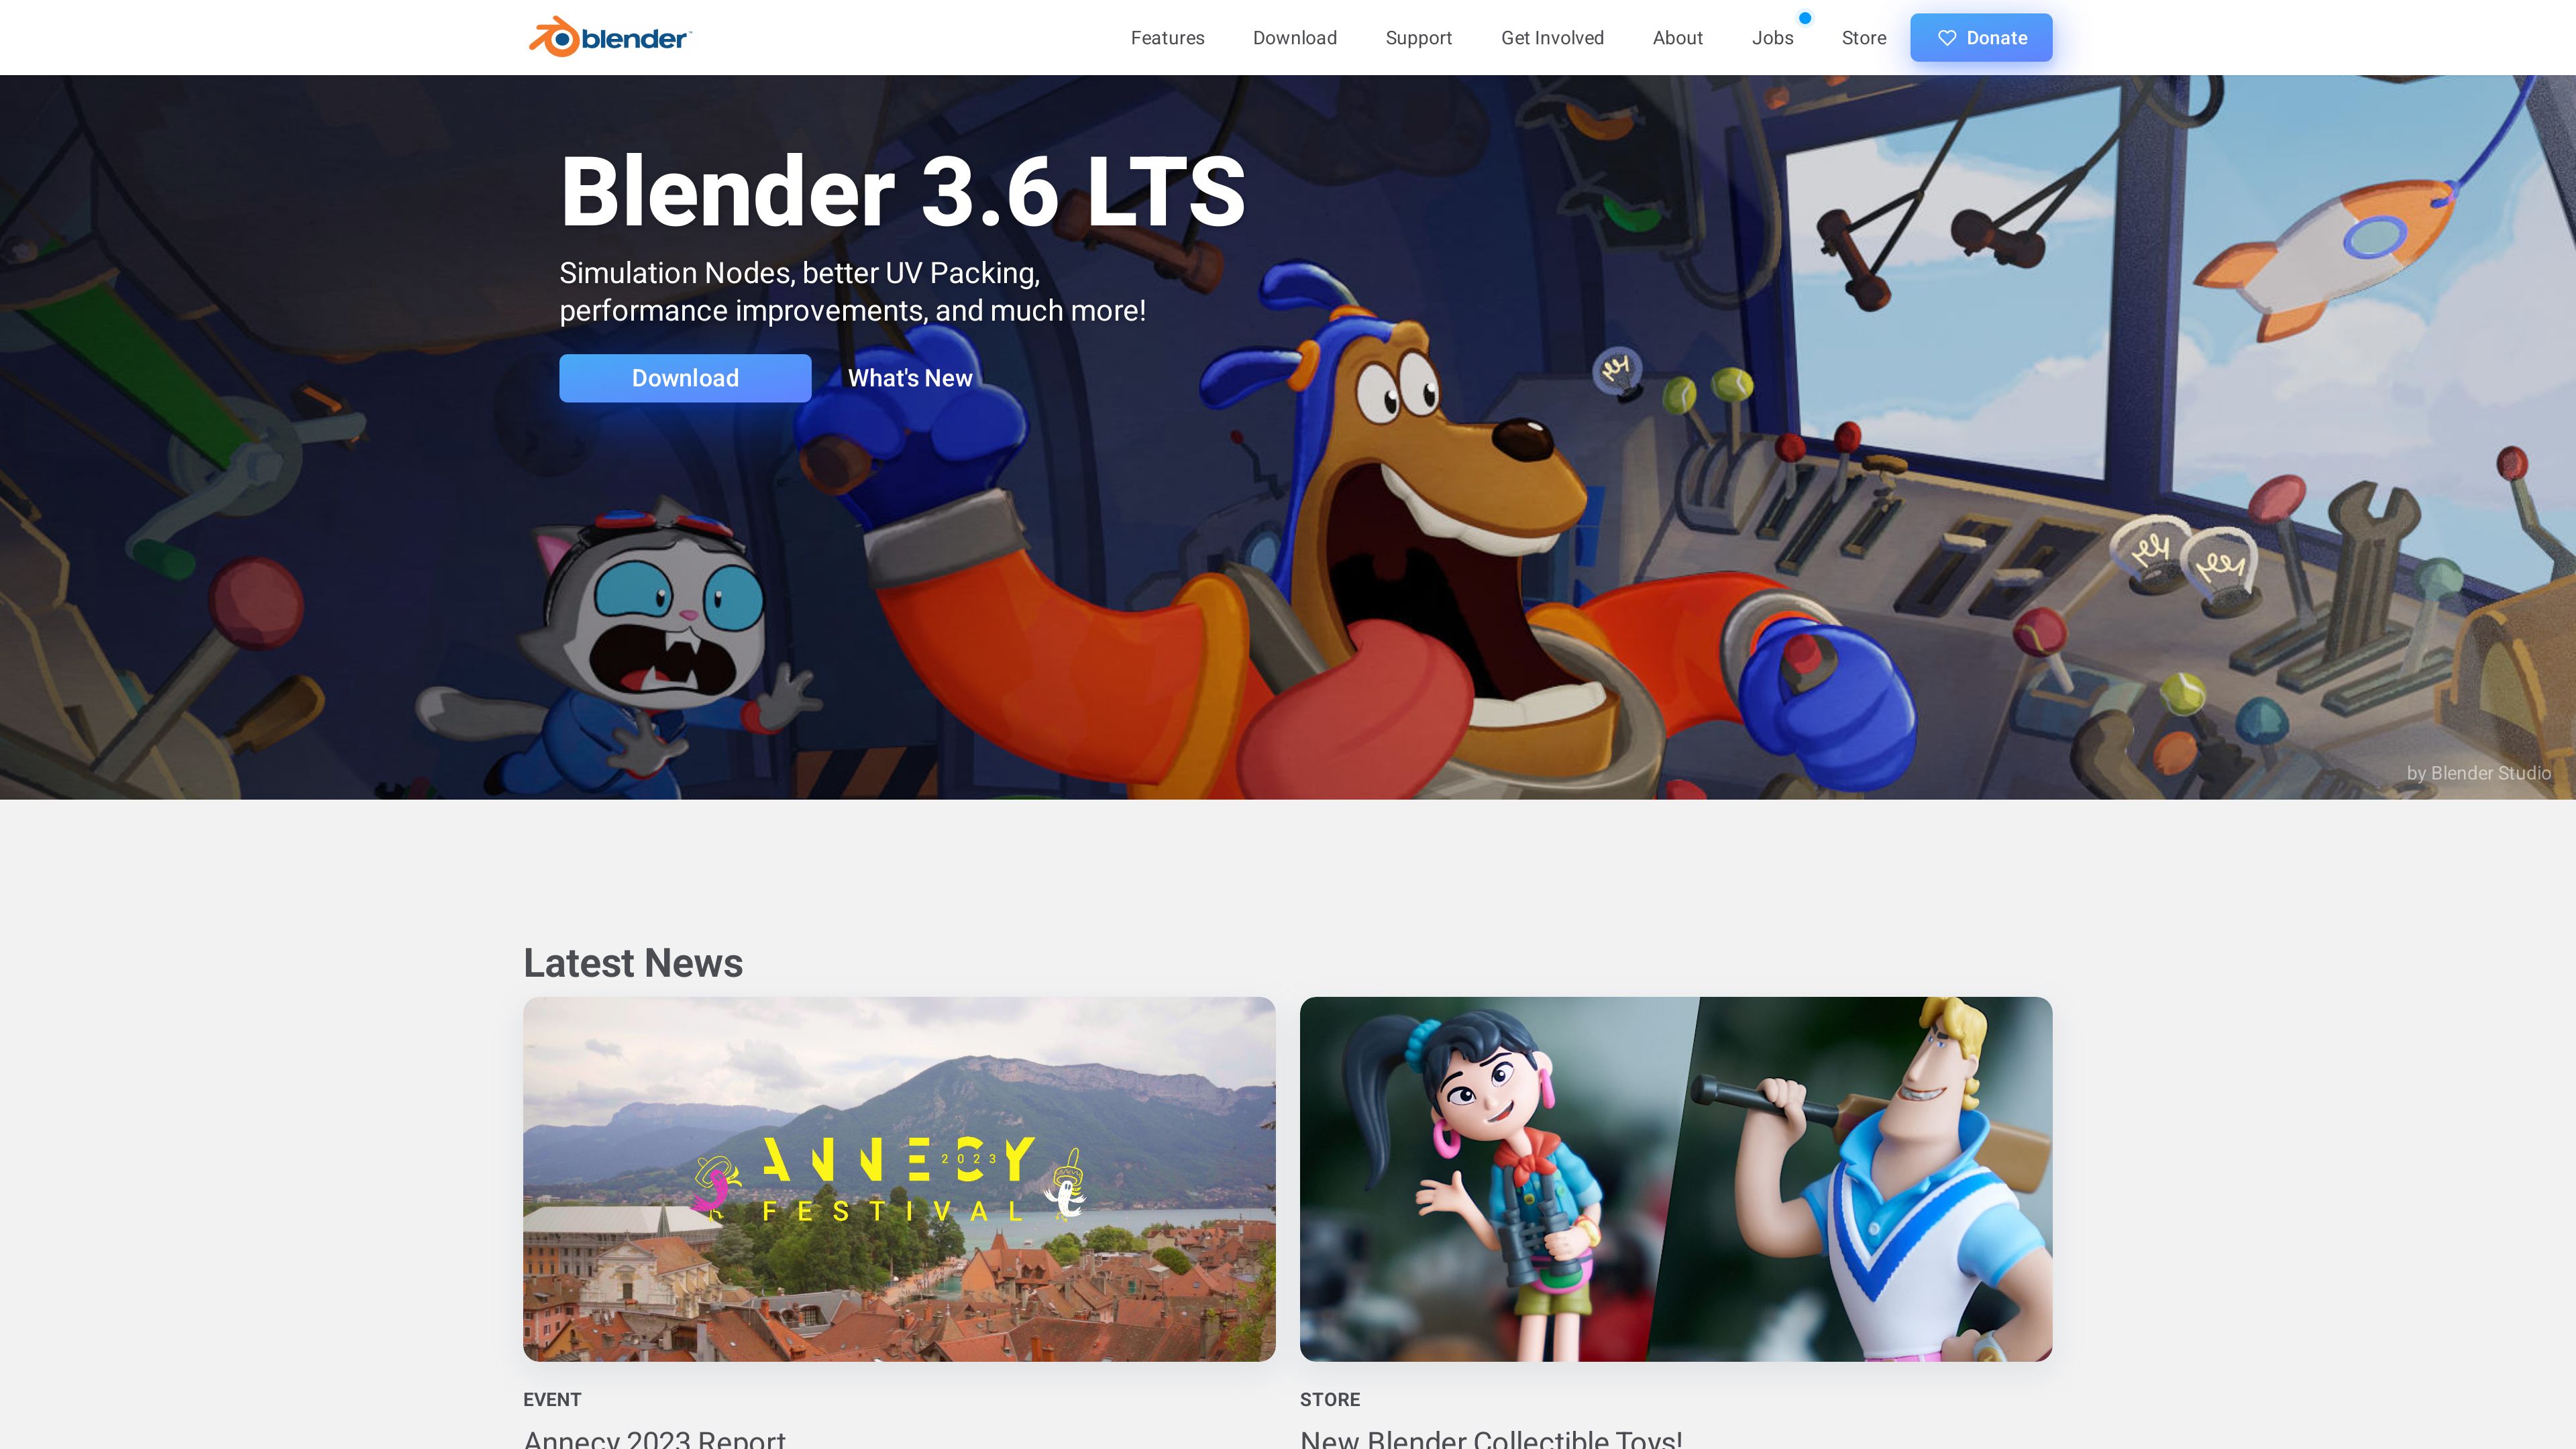 blender
Features
Download
Support
Get Involved
About
Jobs
Store
Donate
Blender 3.6 LTS
Simulation Nodes, better UV Packing,
performance improvements, and much more!
Download
What's New
by Blender Studio
Latest News
ANNECY
2023
FESTIVAL
EVENT
STORE
Annecy 2023 Report
New Blender Collectible Toys!